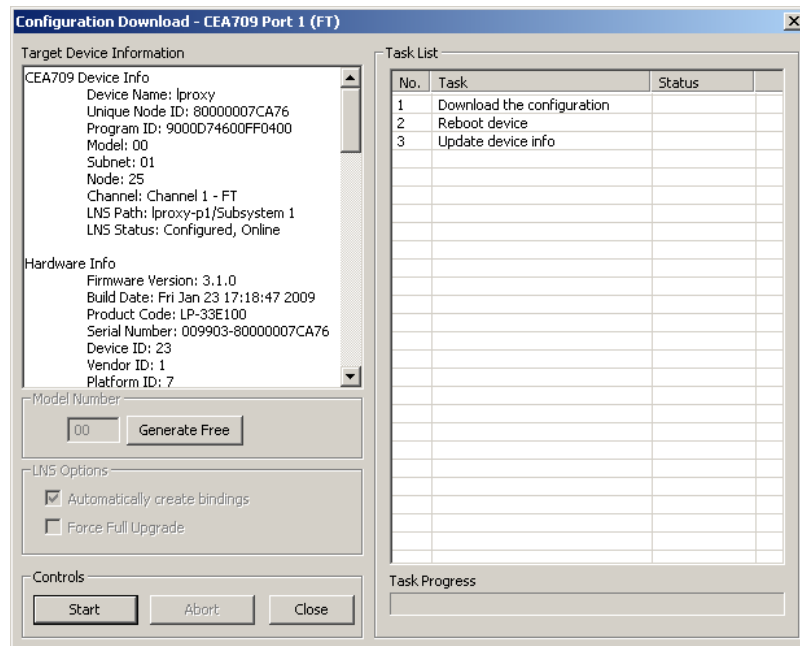 Configuration Download - CEA709 Port 1 (FT)
Target Device Information
CEA709 Device Info
Device Name: lproxy
Unique Node ID: 80000007CA76
Program ID: 9000D74600FF0400
Model: 00
Subnet: 01
Node: 25
Channel: Channel 1 - FT
LNS Path: lproxy-p1/Subsystem 1
LNS Status: Configured, Online
Hardware Info
Firmware Version: 3.1.0
Build Date: Fri Jan 23 17:18:47 2009
Product Code: LP-33E100
Serial Number: 009903-80000007CA76
Device ID: 23
Vendor ID: 1
Platform ID: 7
Model Number
00 Generate Free
LNS Options
Automatically create bindings
Force Full Upgrade
Controls
Start Abort Close
Task List
No. Task Status
1 Download the configuration
2 Reboot device
3 Update device info
Task Progress